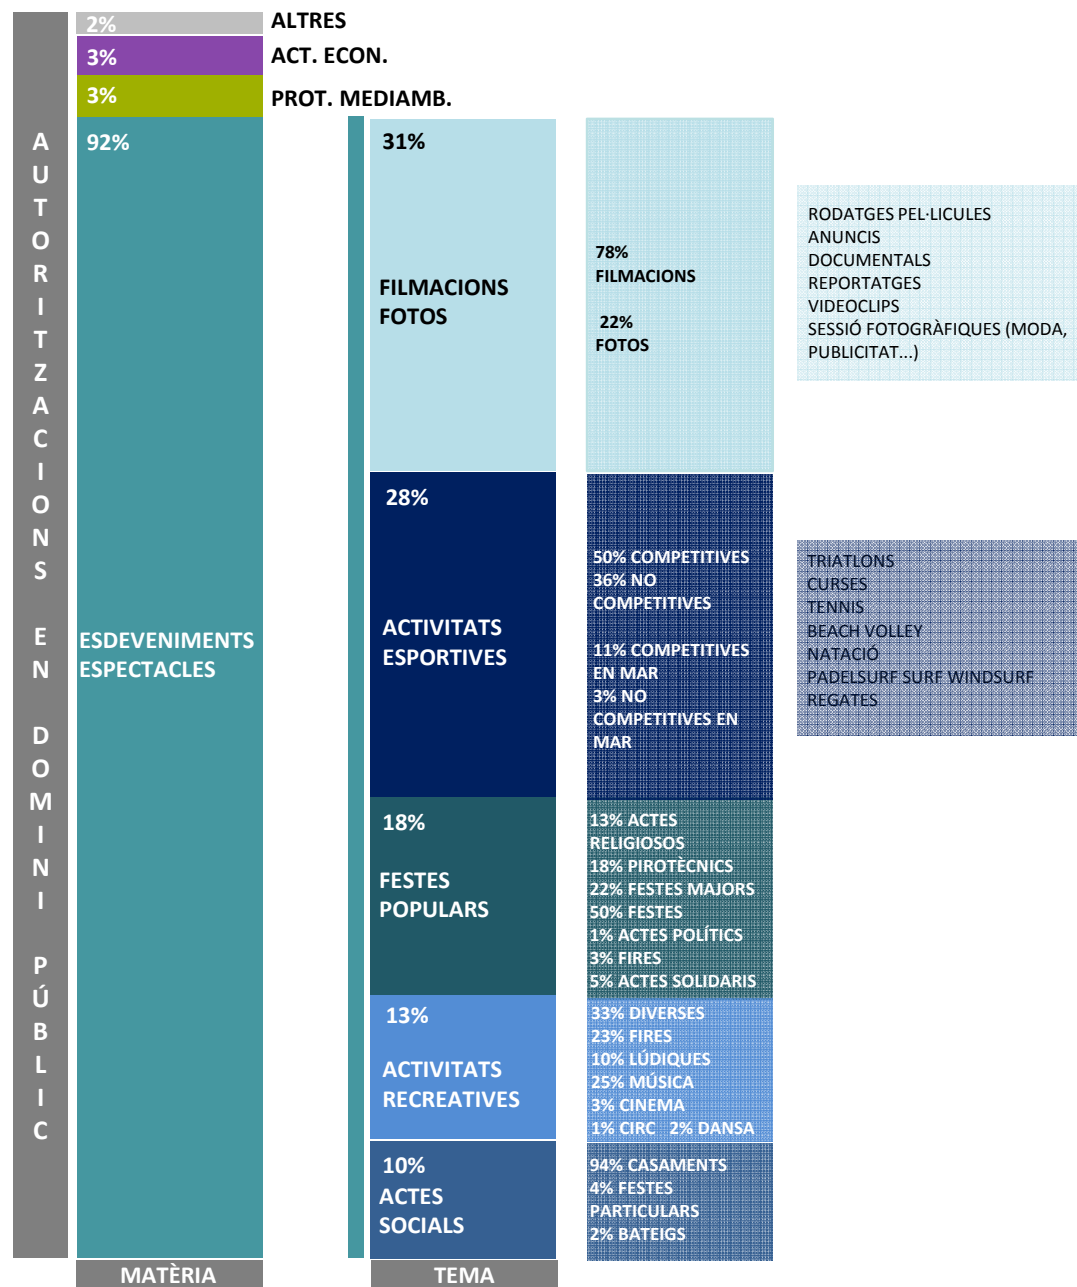 AUTORITZACIONS EN DOMINI PÚBLIC
2%
ALTRES
3%
ACT. ECON.
3%
PROT. MEDIAMB.
92%
ESDEVENIMENTS
ESPECTACLES
MATÈRIA
31%
FILMACIONS
FOTOS
78%
FILMACIONS
22%
FOTOS
RODATGES PEL·LICULES
ANUNCIS
DOCUMENTALS
REPORTATGES
VIDEOCLIPS
SESSIÓ FOTOGRÀFIQUES (MODA,
PUBLICITAT...)
28%
ACTIVITATS
ESPORTIVES
50% COMPETITIVES
36% NO
COMPETITIVES
11% COMPETITIVES
EN MAR
3% NO
COMPETITIVES EN
MAR
TRIATLONS
CURSES
TENNIS
BEACH VOLLEY
NATACIÓ
PADELSURF SURF WINDSURF
REGATES
18%
FESTES
POPULARS
13% ACTES
RELIGIOSOS
18% PIROTÈCNICS
22% FESTES MAJORS
50% FESTES
1% ACTES POLÍTICS
3% FIRES
5% ACTES SOLIDARIS
13%
ACTIVITATS
RECREATIVES
33% DIVERSES
23% FIRES
10% LÚDIQUES
25% MÚSICA
3% CINEMA
1% CIRC 2% DANSA
10%
ACTES
SOCIALS
94% CASAMENTS
4% FESTES
PARTICULARS
2% BATEIGS
TEMA